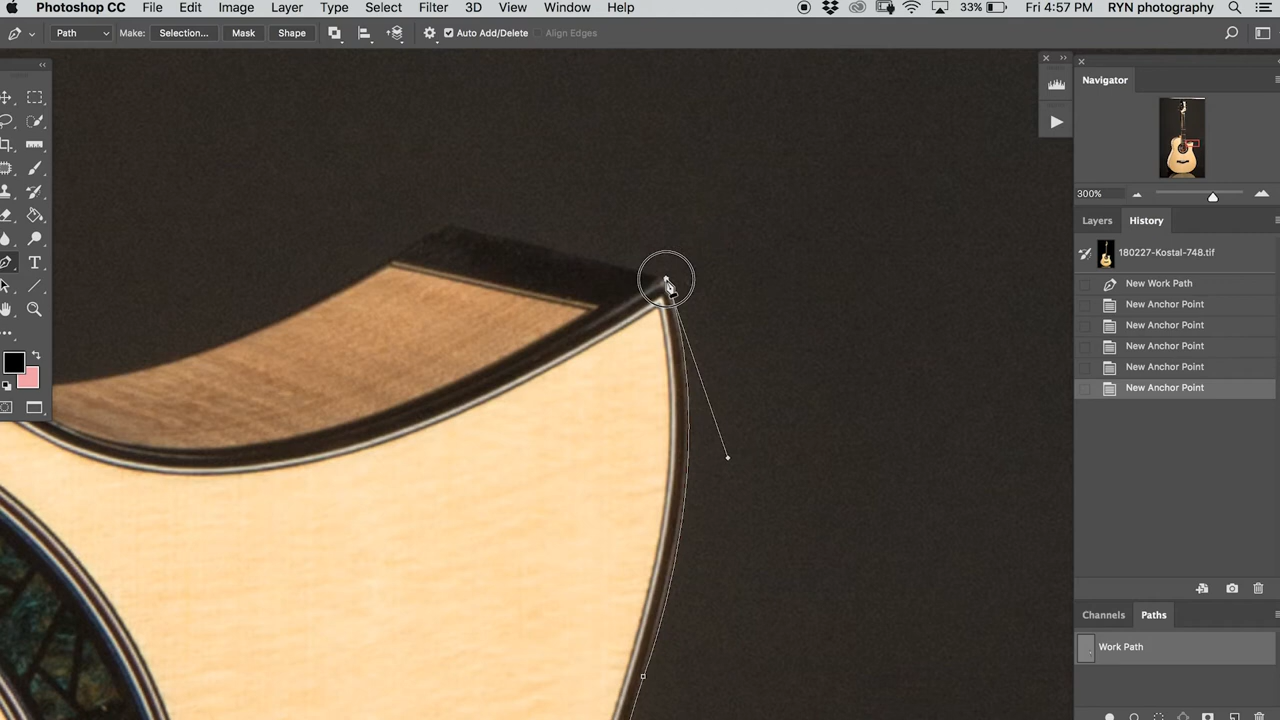 Photoshop CC File Edit Image Layer Type Select Filter 3D View Window Help 33% Fri 4:57 PM RYN photography
Path Make: Selection... Mask Shape Auto Add/Delete Align Edges
Navigator
300%
Layers History
180227-Kostal-748.tif
New Work Path
New Anchor Point
New Anchor Point
New Anchor Point
New Anchor Point
New Anchor Point
Channels Paths
Work Path